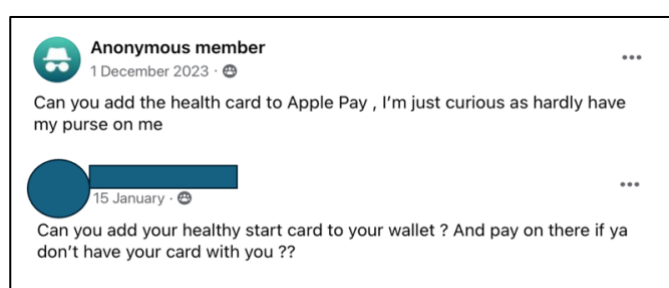 Anonymous member
1 December 2023 ·
Can you add the health card to Apple Pay , I'm just curious as hardly have
my purse on me
15 January ·
Can you add your healthy start card to your wallet ? And pay on there if ya
don't have your card with you ??